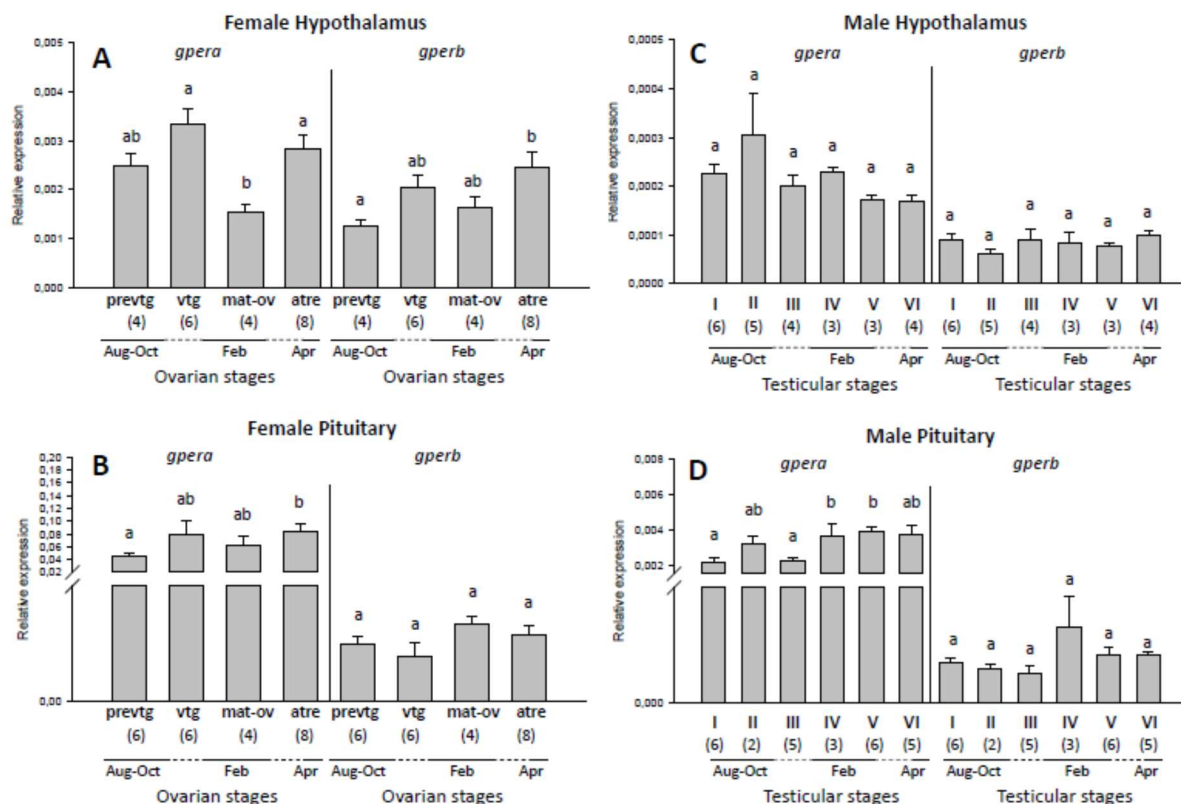 Female Hypothalamus
A
gpera
gperb
Relative expression
0,005
0,004
0,003
0,002
0,001
0,000
ab
a
b
a
a
ab
ab
b
prevtg vtg mat-ov atre prevtg vtg mat-ov atre
(4) (6) (4) (8) (4) (6) (4) (8)
Aug-Oct Feb Apr Aug-Oct Feb Apr
Ovarian stages Ovarian stages
Male Hypothalamus
C
gpera
gperb
Relative expression
0,0005
0,0004
0,0003
0,0002
0,0001
0,0000
a a a a a a a a a a a a
I II III IV V VI I II III IV V VI
(6) (5) (4) (3) (3) (4) (6) (5) (4) (3) (3) (4)
Aug-Oct Feb Apr Aug-Oct Feb Apr
Testicular stages Testicular stages
Female Pituitary
B
gpera
gperb
Relative expression
0,20
0,18
0,16
0,14
0,12
0,10
0,08
0,06
0,04
0,02
0,00
a ab ab b a a a a
prevtg vtg mat-ov atre prevtg vtg mat-ov atre
(6) (6) (4) (8) (6) (6) (4) (8)
Aug-Oct Feb Apr Aug-Oct Feb Apr
Ovarian stages Ovarian stages
Male Pituitary
D
gpera
gperb
Relative expression
0,008
0,006
0,004
0,002
0,000
a ab a b b ab a a a a a a
I II III IV V VI I II III IV V VI
(6) (2) (5) (3) (6) (5) (6) (2) (5) (3) (6) (5)
Aug-Oct Feb Apr Aug-Oct Feb Apr
Testicular stages Testicular stages